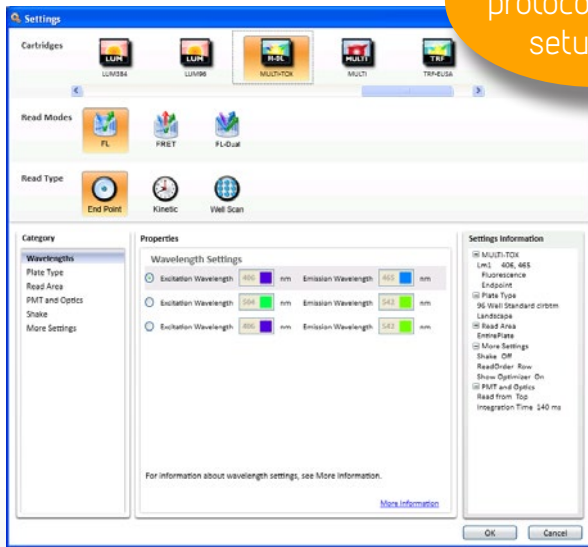 protoco
setu
Settings
Cartridges
LUM
LUM
MULTI
TRF
LUM384
LUM96
MULTI-TOX
MULTI
TRF-ELISA
Read Modes
FL
FRET
FL-Dual
Read Type
End Point
Kinetic
Well Scan
Category
Wavelengths
Plate Type
Read Area
PMT and Optics
Shake
More Settings
Properties
Wavelength Settings
Excitation Wavelength 406 nm Emission Wavelength 465 nm
Excitation Wavelength 504 nm Emission Wavelength 542 nm
Excitation Wavelength 406 nm Emission Wavelength 542 nm
For information about wavelength settings, see More Information.
More Information
Settings Information
MULTI-TOX
Lm1 406, 465
Fluorescence
Endpoint
Plate Type
96 Well Standard clrbtm
Landscape
Read Area
EntirePlate
More Settings
Shake Off
ReadOrder Row
Show Optimizer On
PMT and Optics
Read from Top
Integration Time 140 ms
OK
Cancel